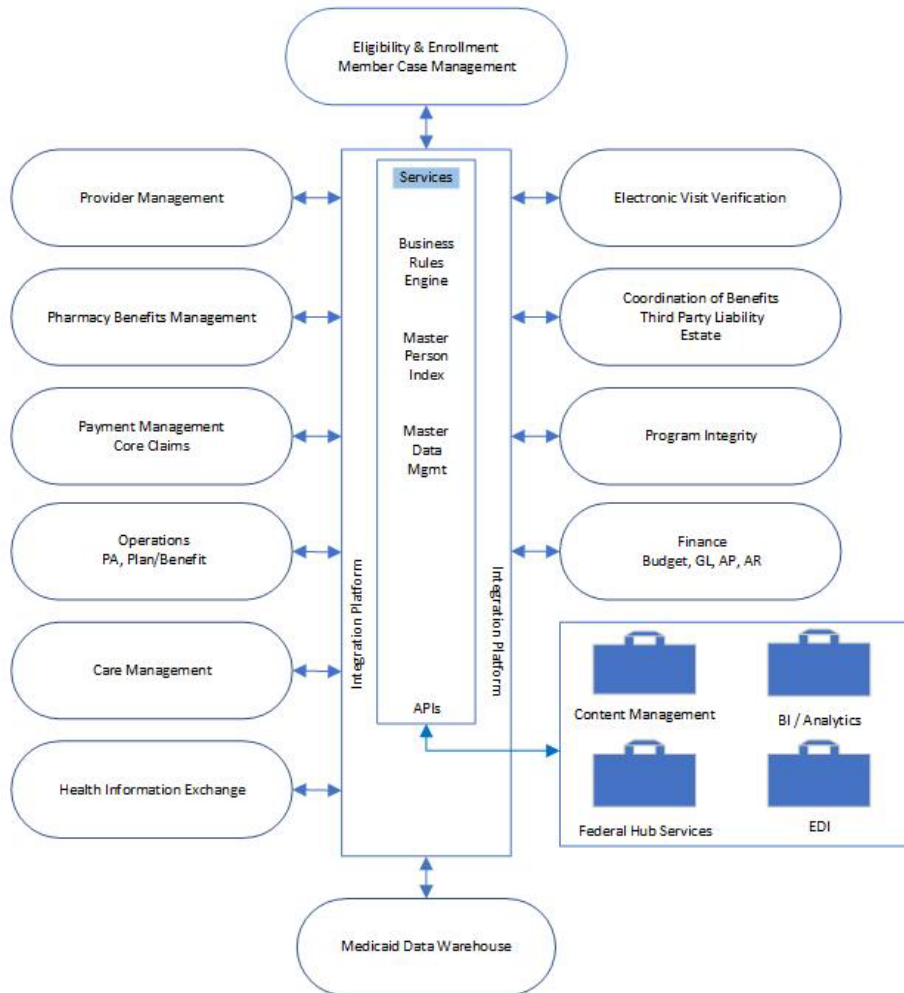 Eligibility & Enrollment
Member Case Management
Services
Provider Management
Electronic Visit Verification
Business
Rules
Engine
Pharmacy Benefits Management
Coordination of Benefits
Third Party Liability
Estate
Master
Person
Index
Payment Management
Core Claims
Master
Data
Mgmt
Program Integrity
Operations
PA, Plan/Benefit
Finance
Budget, GL, AP, AR
Integration Platform
Integration Platform
Care Management
APIs
Content Management
BI / Analytics
Health Information Exchange
Federal Hub Services
EDI
Medicaid Data Warehouse